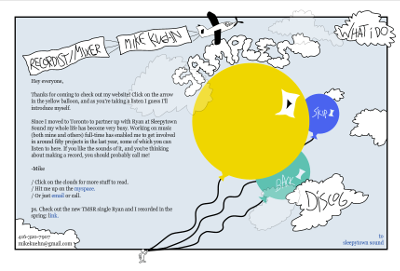 RECORDIST/MIXER
MIKE KUEHN
SAMPLES
WHAT i DO
Hey everyone,
Thanks for coming to check out my website! Click on the arrow
in the yellow balloon, and as you're taking a listen I guess I'll
introduce myself.
Since I moved to Toronto to partner up with Ryan at Sleepytown
Sound my whole life has become very busy. Working on music
(both mine and others) full-time has enabled me to get involved
in around fifty projects in the last year, some of which you can
listen to here. If you like the sounds of it, and you're thinking
about making a record, you should probably call me!
-Mike
/ Click on the clouds for more stuff to read.
/ Hit me up on the myspace.
/ Or just email or call.
ps. Check out the new TMHR single Ryan and I recorded in the
spring: link.
SKIP
BACK
DISCOG
mikekuehn@gmail.com
to
sleepytown sound